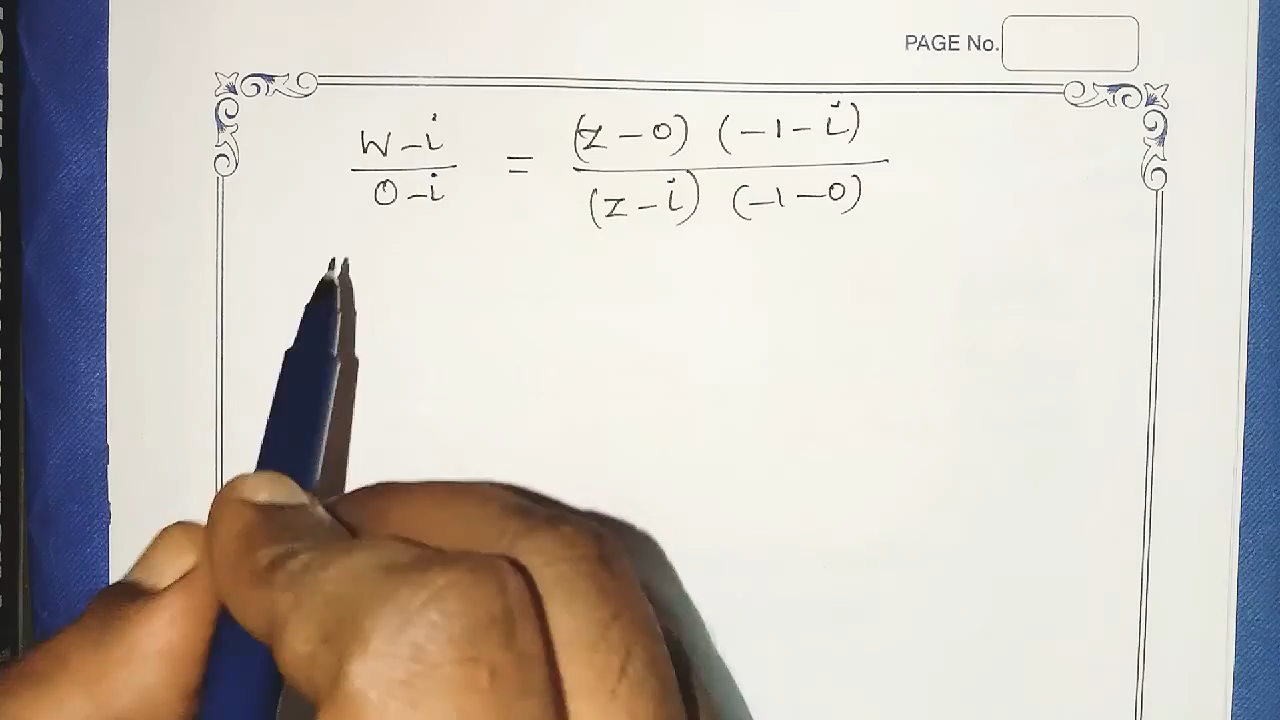 PAGE No.
W - i / 0 - i = (z - 0) (-1 - i) / (z - i) (-1 - 0)